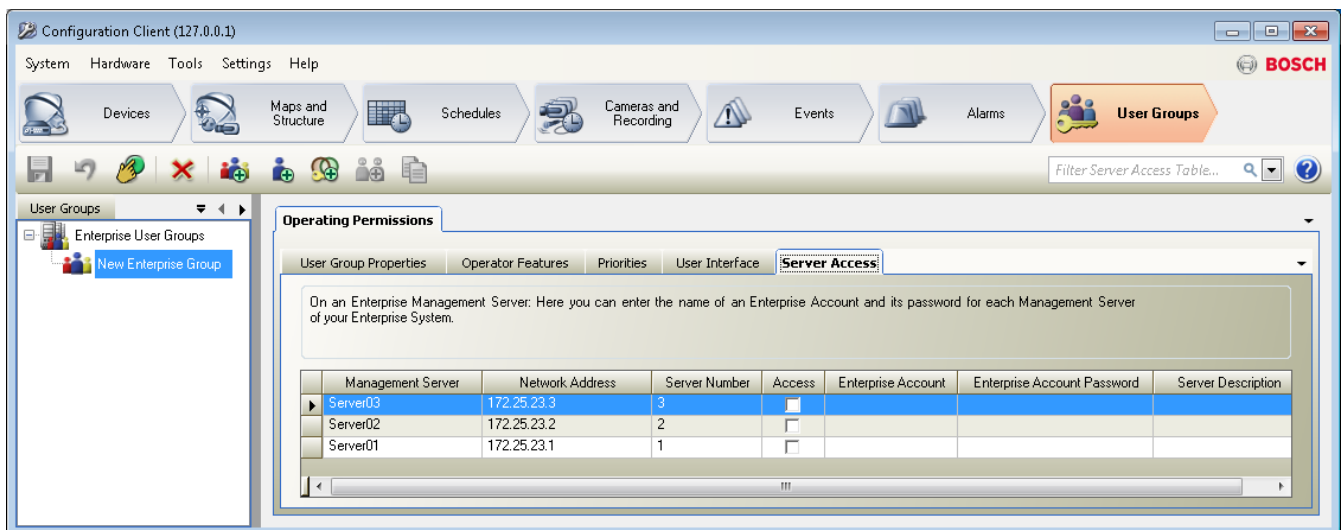 Configuration Client (127.0.0.1)
System Hardware Tools Settings Help
BOSCH
Devices
Maps and
Structure
Schedules
Cameras and
Recording
Events
Alarms
User Groups
Filter Server Access Table...
User Groups
Enterprise User Groups
New Enterprise Group
Operating Permissions
User Group Properties Operator Features Priorities User Interface Server Access
On an Enterprise Management Server: Here you can enter the name of an Enterprise Account and its password for each Management Server
of your Enterprise System.
Management Server Network Address Server Number Access Enterprise Account Enterprise Account Password Server Description
Server03 172.25.23.3 3
Server02 172.25.23.2 2
Server01 172.25.23.1 1